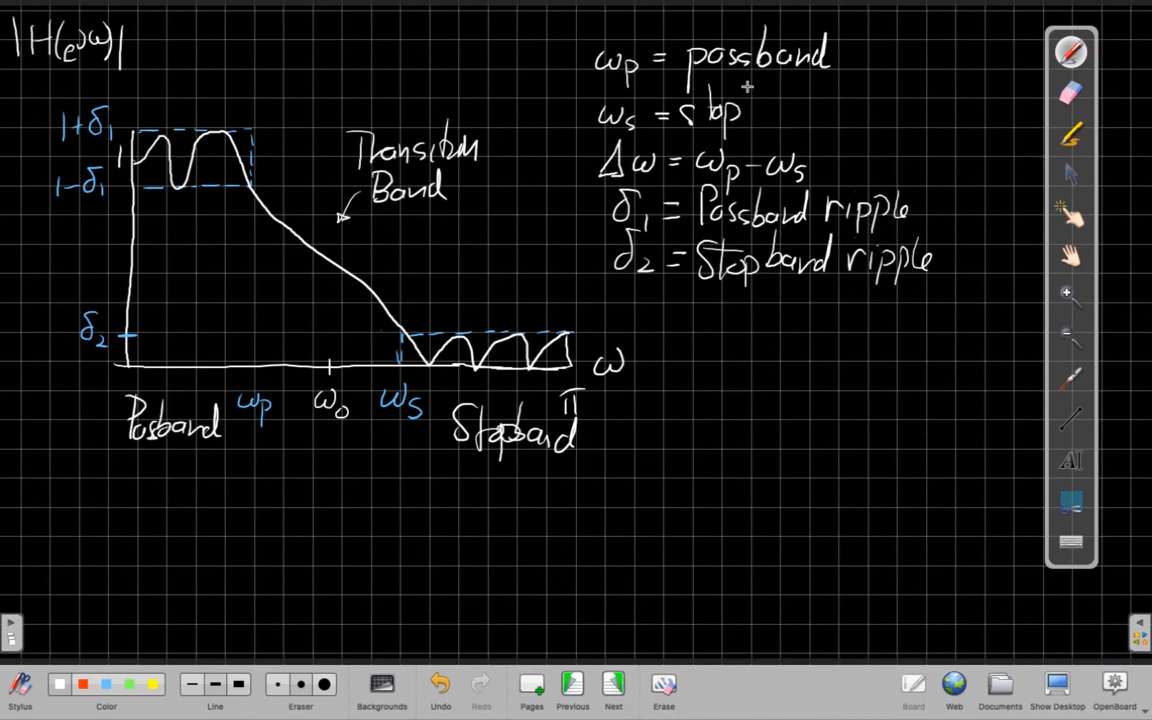 |H(e^jω)|
1+δ₁
1
1-δ₁
δ₂
Transition
Band
ω
ωp
ω₀
ωs
π
Posband
Stopband
ωp = passband
ωs = stop
Δω = ωp-ωs
δ₁ = Passband ripple
δ₂ = Stopband ripple
AI
Stylus
Color
Line
Eraser
Backgrounds
Undo
Redo
Pages
Previous
Next
Erase
Board
Web
Documents
Show Desktop
OpenBoard